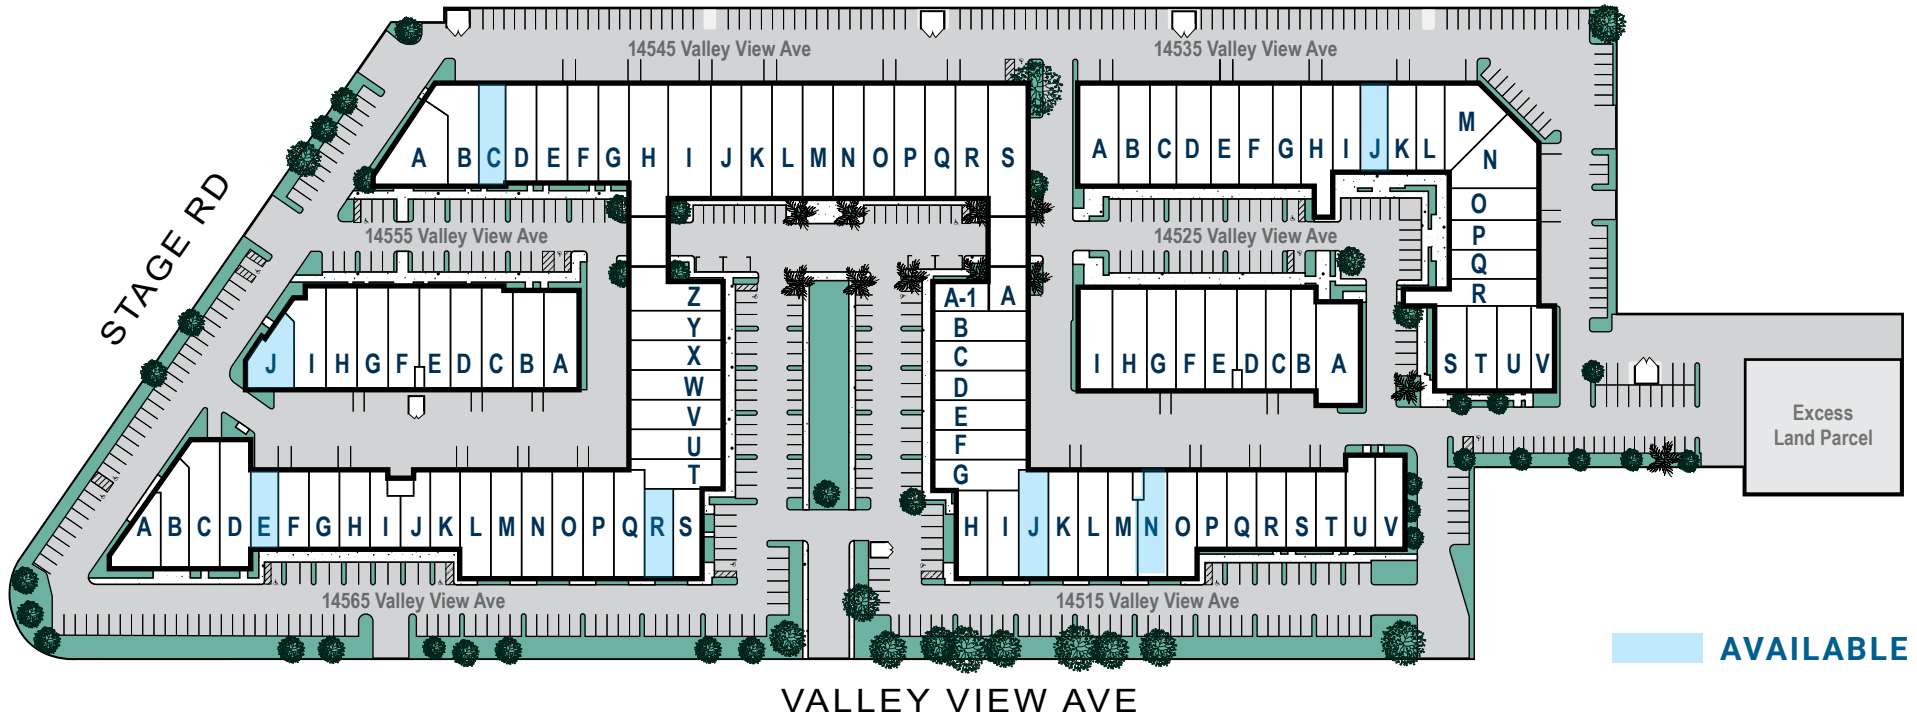 14545 Valley View Ave
14535 Valley View Ave
A B C D E F G H I J K L M N O P Q R S
A B C D E F G H I J K L M
N
O
P
Q
R
S T U V
STAGE RD
14555 Valley View Ave
14525 Valley View Ave
J I H G F E D C B A
Z
Y
X
W
V
U
T
A-1 A
B
C
D
E
F
G
I H G F E D C B A
Excess
Land Parcel
A B C D E F G H I J K L M N O P Q R S
H I J K L M N O P Q R S T U V
14565 Valley View Ave
14515 Valley View Ave
AVAILABLE
VALLEY VIEW AVE